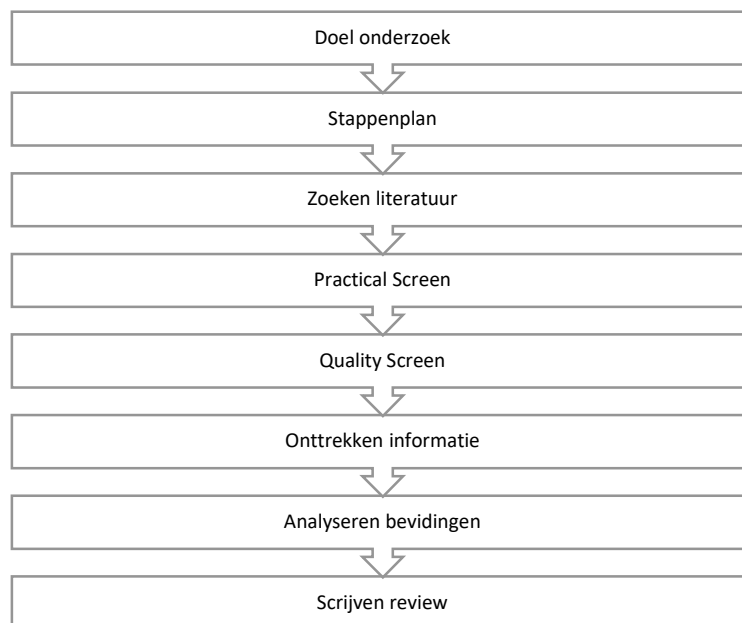 Doel onderzoek
Stappenplan
Zoeken literatuur
Practical Screen
Quality Screen
Onttrekken informatie
Analyseren bevidingen
Scrijven review